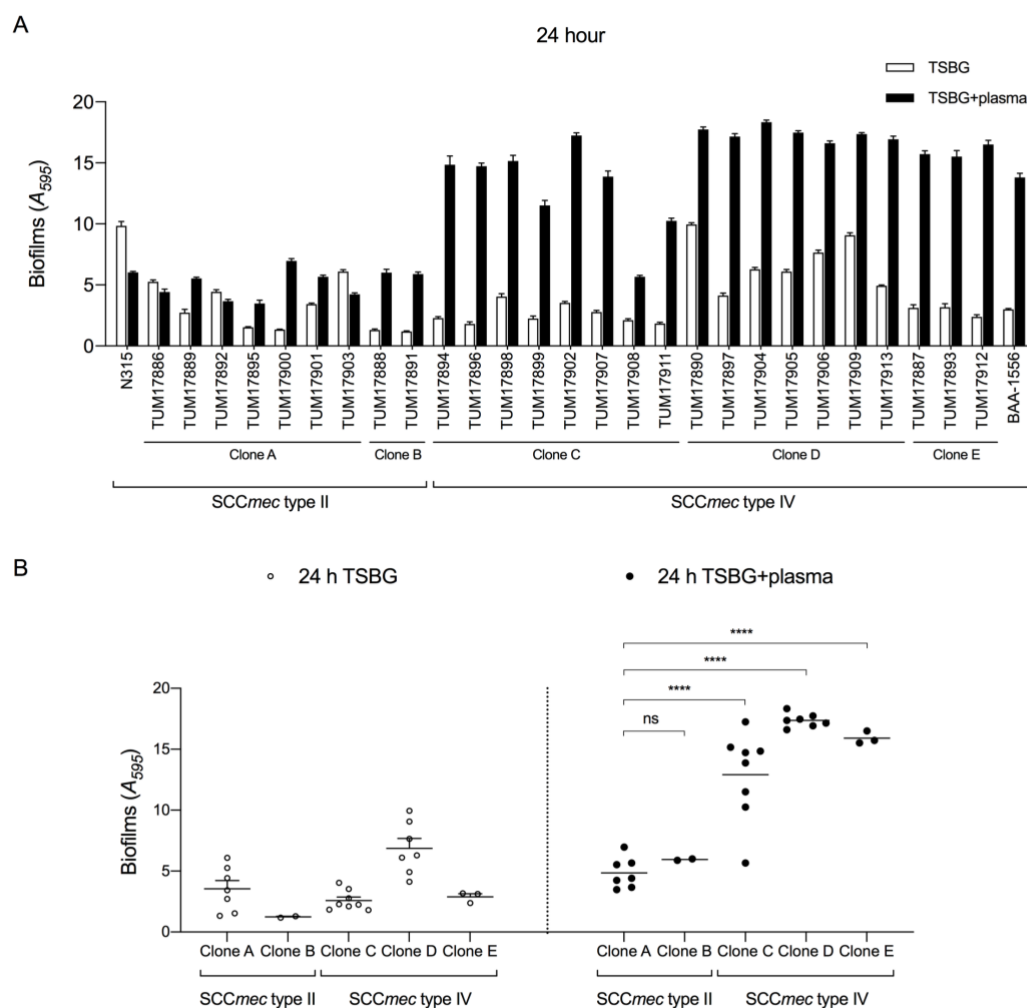 A
24 hour
TSBG
TSBG+plasma
20
15
10
5
0
Biofilms (A595)
N315
TUM17886
TUM17889
TUM17892
TUM17895
TUM17900
TUM17901
TUM17903
TUM17888
TUM17891
TUM17894
TUM17896
TUM17898
TUM17899
TUM17902
TUM17907
TUM17908
TUM17911
TUM17890
TUM17897
TUM17904
TUM17905
TUM17906
TUM17909
TUM17913
TUM17887
TUM17893
TUM17912
BAA-1556
Clone A Clone B Clone C Clone D Clone E
SCCmec type II SCCmec type IV
B
24 h TSBG 24 h TSBG+plasma
****
****
****
ns
20
15
10
5
0
Biofilms (A595)
Clone A Clone B Clone C Clone D Clone E Clone A Clone B Clone C Clone D Clone E
SCCmec type II SCCmec type IV SCCmec type II SCCmec type IV